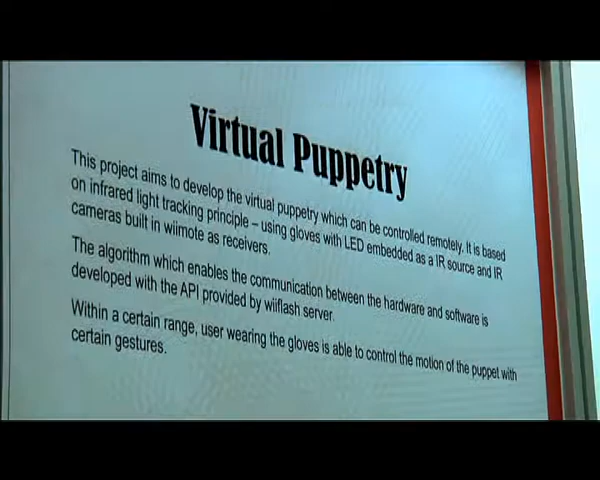 Virtual Puppetry
This project aims to develop the virtual puppetry which can be controlled remotely. It is based
on infrared light tracking principle – using gloves with LED embedded as a IR source and IR
cameras built in wiimote as receivers.
The algorithm which enables the communication between the hardware and software is
developed with the API provided by wiiflash server.
Within a certain range, user wearing the gloves is able to control the motion of the puppet with
certain gestures.